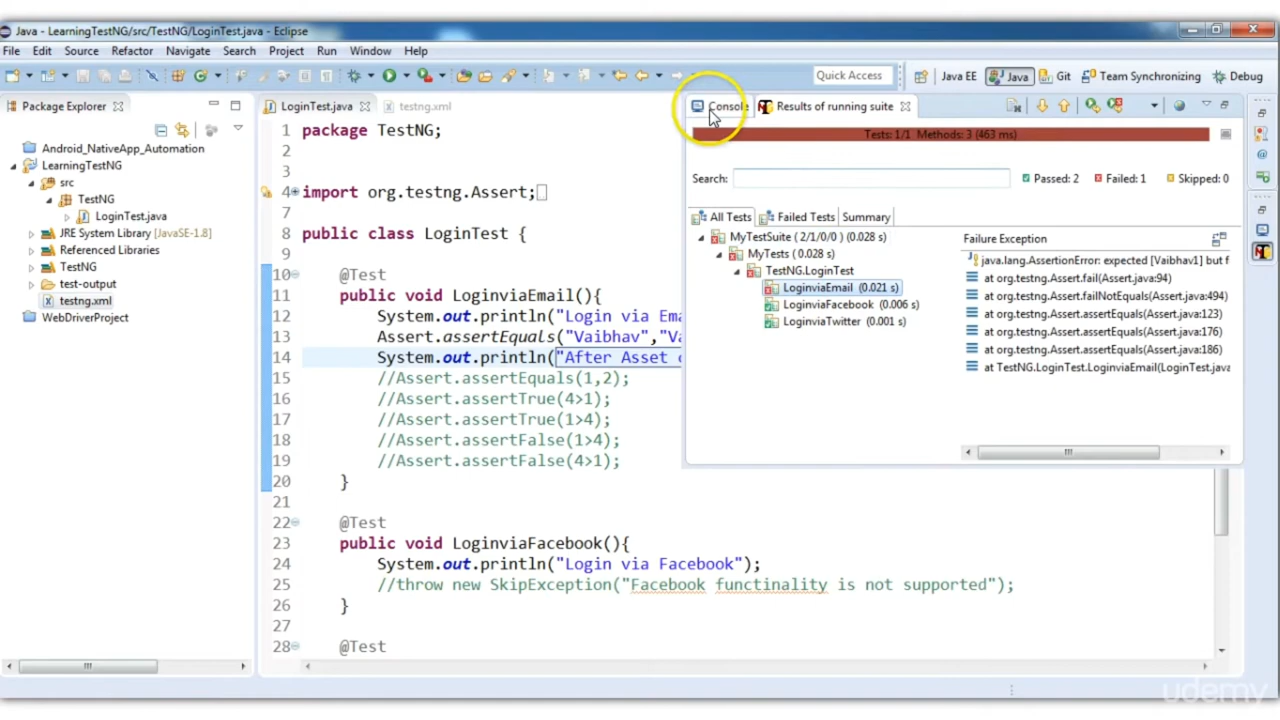 Java - LearningTestNG/src/TestNG/LoginTest.java - Eclipse
File Edit Source Refactor Navigate Search Project Run Window Help
Quick Access Java EE Java Git Team Synchronizing Debug
Package Explorer
Android_NativeApp_Automation
LearningTestNG
src
TestNG
LoginTest.java
JRE System Library [JavaSE-1.8]
Referenced Libraries
TestNG
test-output
testng.xml
WebDriverProject
LoginTest.java testng.xml
1 package TestNG;
2
3
4 import org.testng.Assert;
7
8 public class LoginTest {
9
10 @Test
11 public void LoginviaEmail(){
12 System.out.println("Login via Ema
13 Assert.assertEquals("Vaibhav","Va
14 System.out.println("After Asset c
15 //Assert.assertEquals(1,2);
16 //Assert.assertTrue(4>1);
17 //Assert.assertTrue(1>4);
18 //Assert.assertFalse(1>4);
19 //Assert.assertFalse(4>1);
20 }
21
22 @Test
23 public void LoginviaFacebook(){
24 System.out.println("Login via Facebook");
25 //throw new SkipException("Facebook functinality is not supported");
26 }
27
28 @Test
Console Results of running suite
Tests: 1/1 Methods: 3 (463 ms)
Search: Passed: 2 Failed: 1 Skipped: 0
All Tests Failed Tests Summary
MyTestSuite ( 2/1/0/0 ) (0.028 s)
MyTests ( 0.028 s)
TestNG.LoginTest
LoginviaEmail (0.021 s)
LoginviaFacebook (0.006 s)
LoginviaTwitter (0.001 s)
Failure Exception
java.lang.AssertionError: expected [Vaibhav1] but f
at org.testng.Assert.fail(Assert.java:94)
at org.testng.Assert.failNotEquals(Assert.java:494)
at org.testng.Assert.assertEquals(Assert.java:123)
at org.testng.Assert.assertEquals(Assert.java:176)
at org.testng.Assert.assertEquals(Assert.java:186)
at TestNG.LoginTest.LoginviaEmail(LoginTest.java
udemy